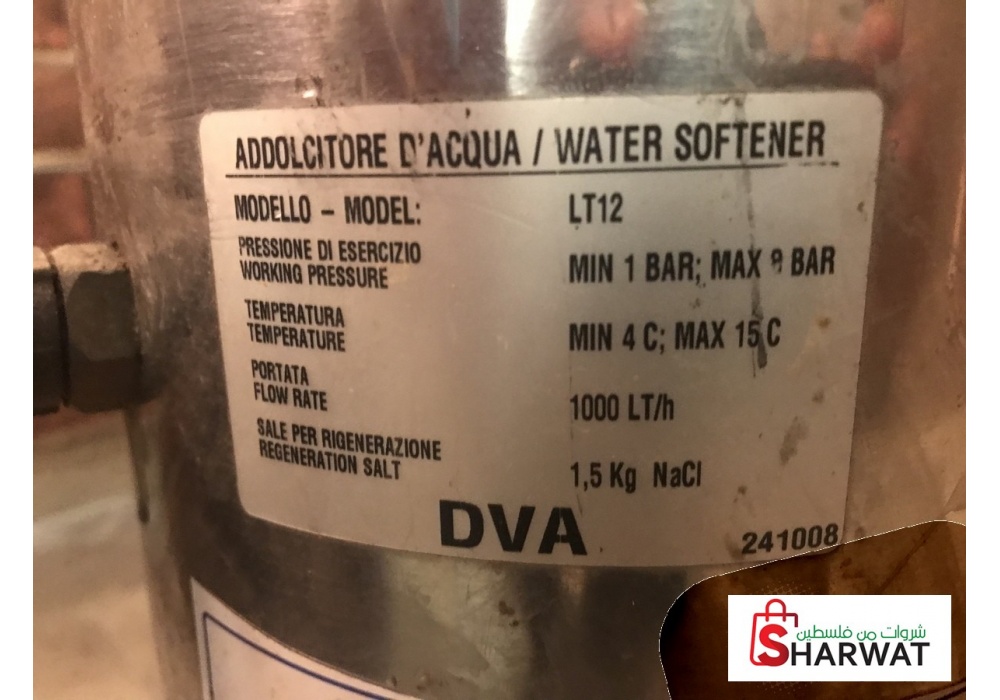 ADDOLCITORE D'ACQUA / WATER SOFTENER
MODELLO – MODEL: LT12
PRESSIONE DI ESERCIZIO
WORKING PRESSURE MIN 1 BAR; MAX 8 BAR
TEMPERATURA
TEMPERATURE MIN 4 C; MAX 15 C
PORTATA
FLOW RATE 1000 LT/h
SALE PER RIGENERAZIONE
REGENERATION SALT 1,5 Kg NaCl
DVA 241008
شروات من فلسطين
SHARWAT